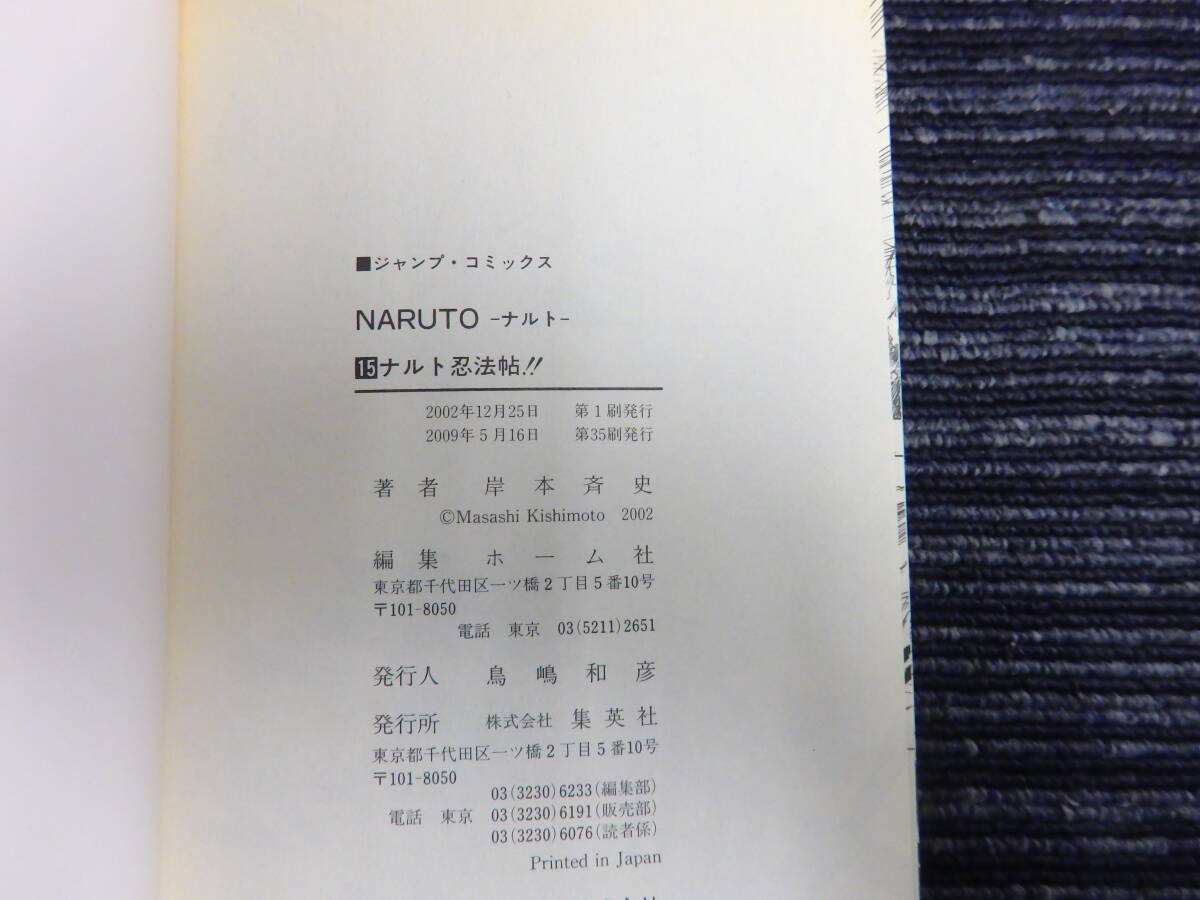 ■ジャンプ・コミックス
NARUTO -ナルト-
15ナルト忍法帖!!
2002年12月25日　第1刷発行
2009年5月16日　第35刷発行
著者　岸本斉史
©Masashi Kishimoto 2002
編集　ホーム社
東京都千代田区一ツ橋2丁目5番10号
〒101-8050
電話　東京　03(5211)2651
発行人　鳥嶋和彦
発行所　株式会社　集英社
東京都千代田区一ツ橋2丁目5番10号
〒101-8050
03(3230)6233(編集部)
電話　東京　03(3230)6191(販売部)
03(3230)6076(読者係)
Printed in Japan